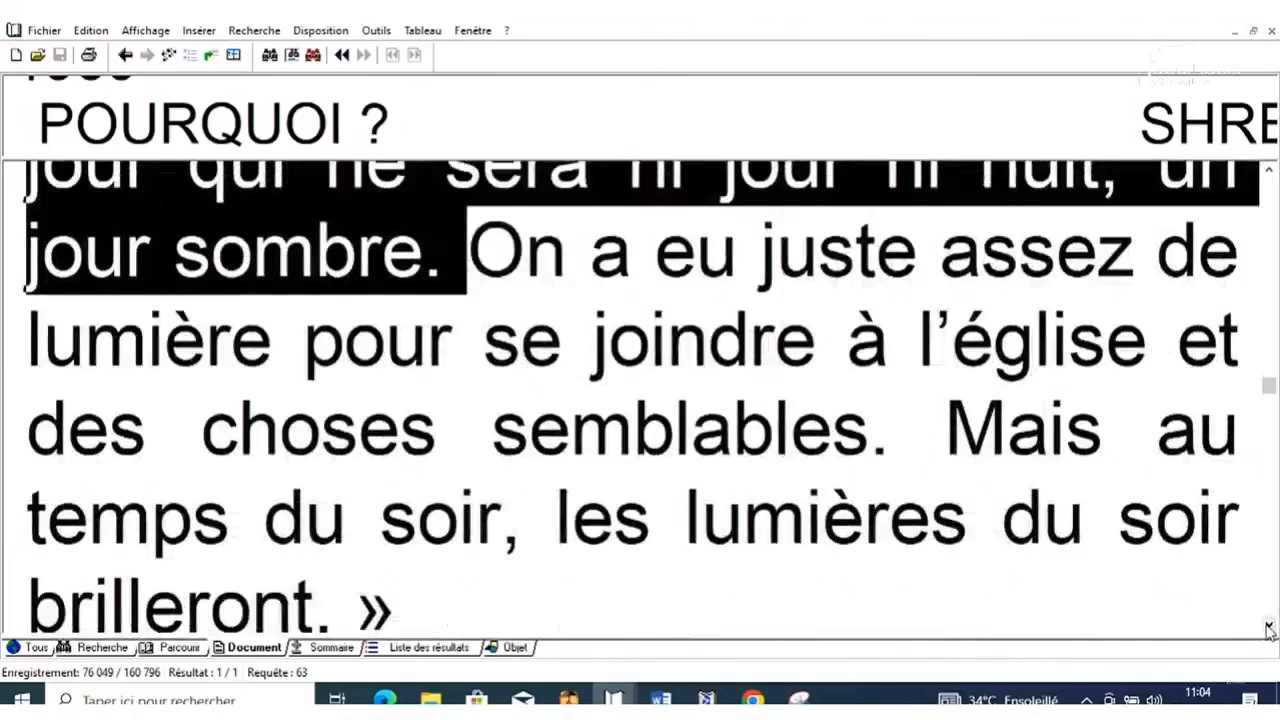 Fichier Edition Affichage Insérer Recherche Disposition Outils Tableau Fenêtre ?
POURQUOI ? SHRE
jour qui ne sera ni jour ni nuit, un
jour sombre. On a eu juste assez de
lumière pour se joindre à l’église et
des choses semblables. Mais au
temps du soir, les lumières du soir
brilleront. »
Tous Recherche Parcourir Document Sommaire Liste des résultats Objet
Enregistrement: 76 049 / 160 796 Résultat : 1 / 1 Requête : 63
Taper ici pour rechercher 34°C Ensoleillé 11:04